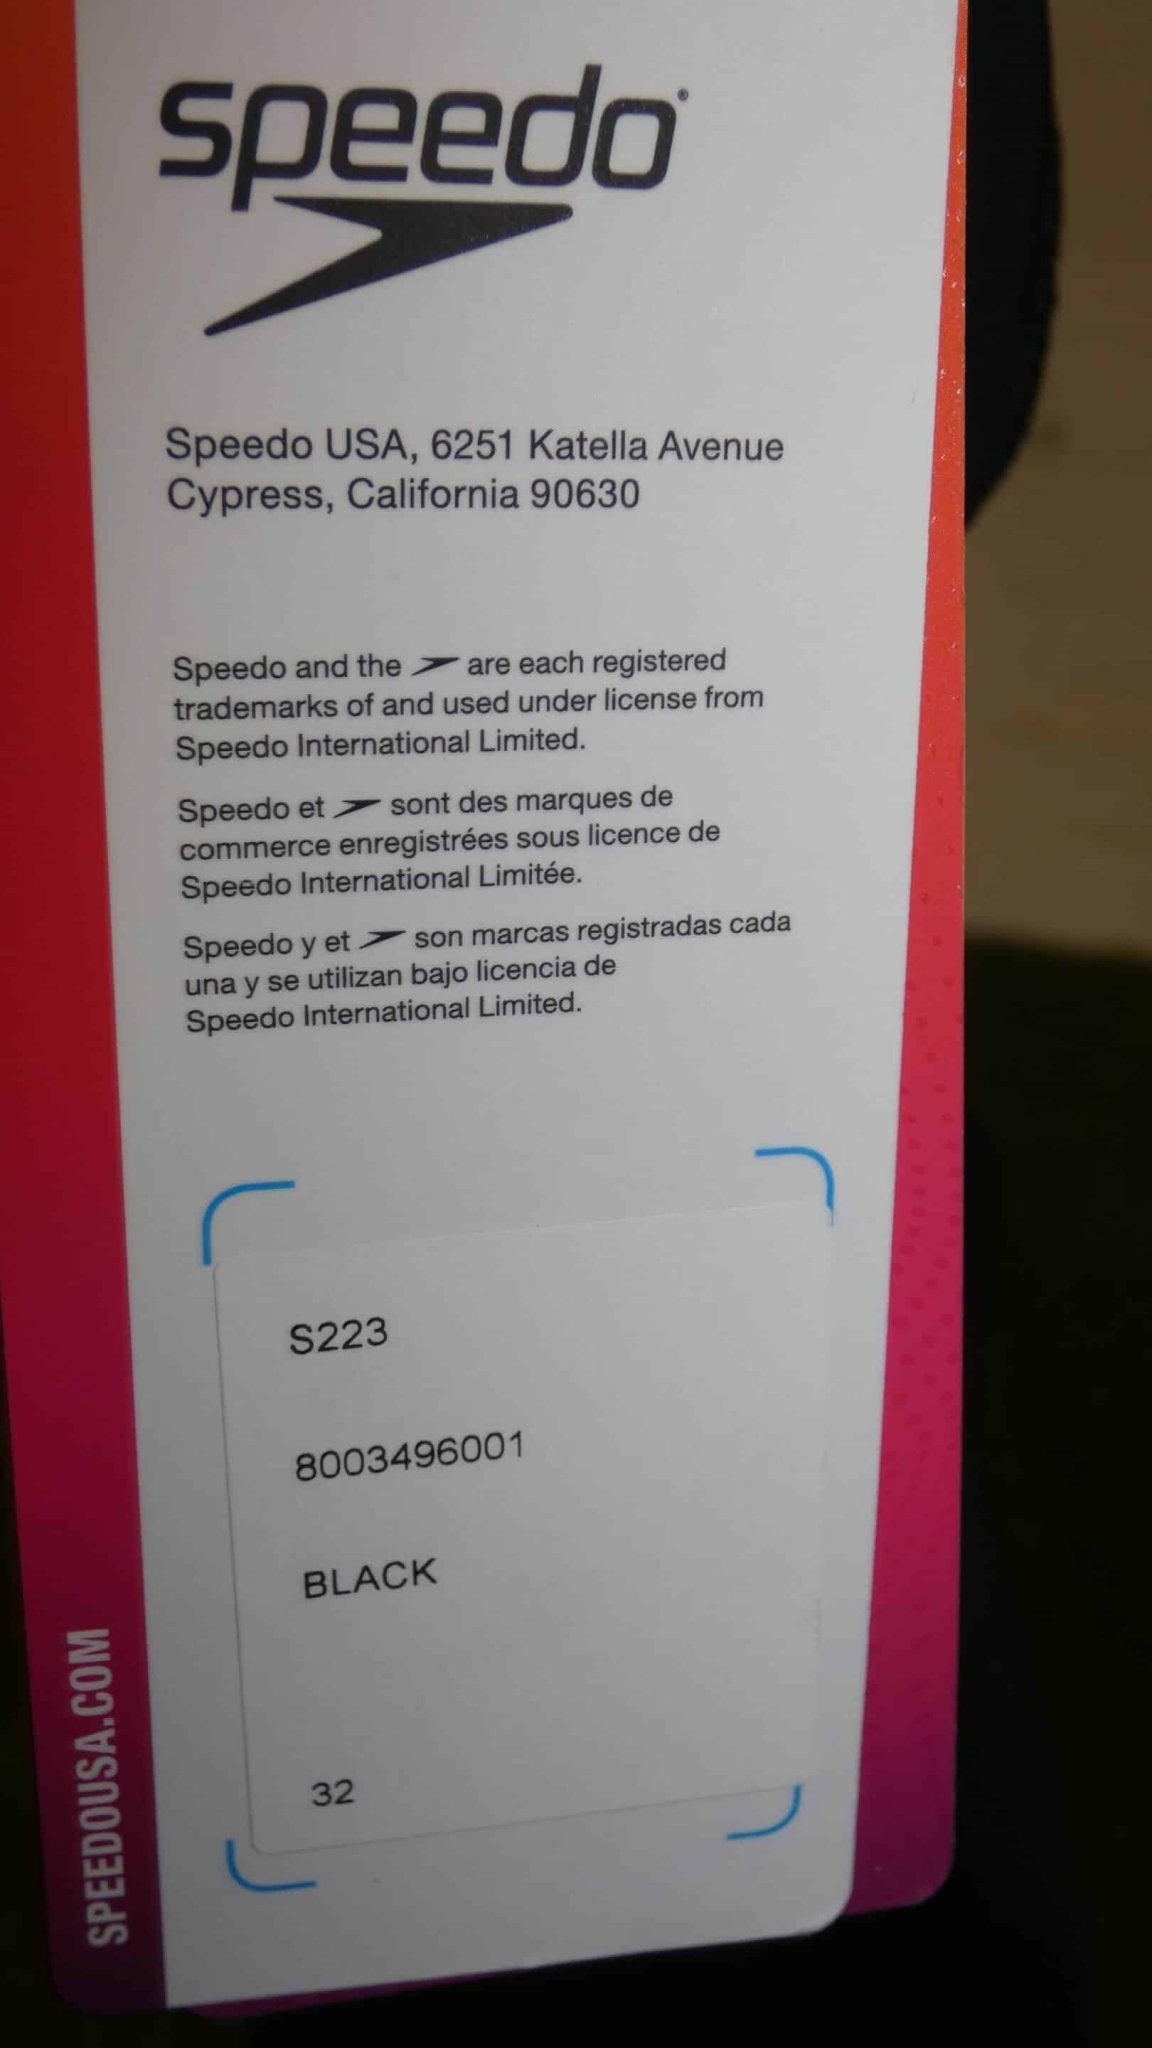 speedo®
Speedo USA, 6251 Katella Avenue
Cypress, California 90630
Speedo and the are each registered
trademarks of and used under license from
Speedo International Limited.
Speedo et sont des marques de
commerce enregistrées sous licence de
Speedo International Limitée.
Speedo y et son marcas registradas cada
una y se utilizan bajo licencia de
Speedo International Limited.
S223
8003496001
BLACK
32
SPEEDOUSA.COM